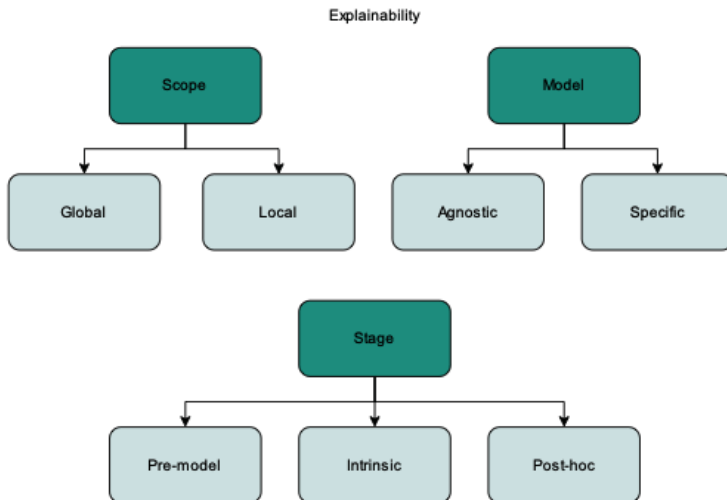 Explainability
Scope
Model
Global
Local
Agnostic
Specific
Stage
Pre-model
Intrinsic
Post-hoc